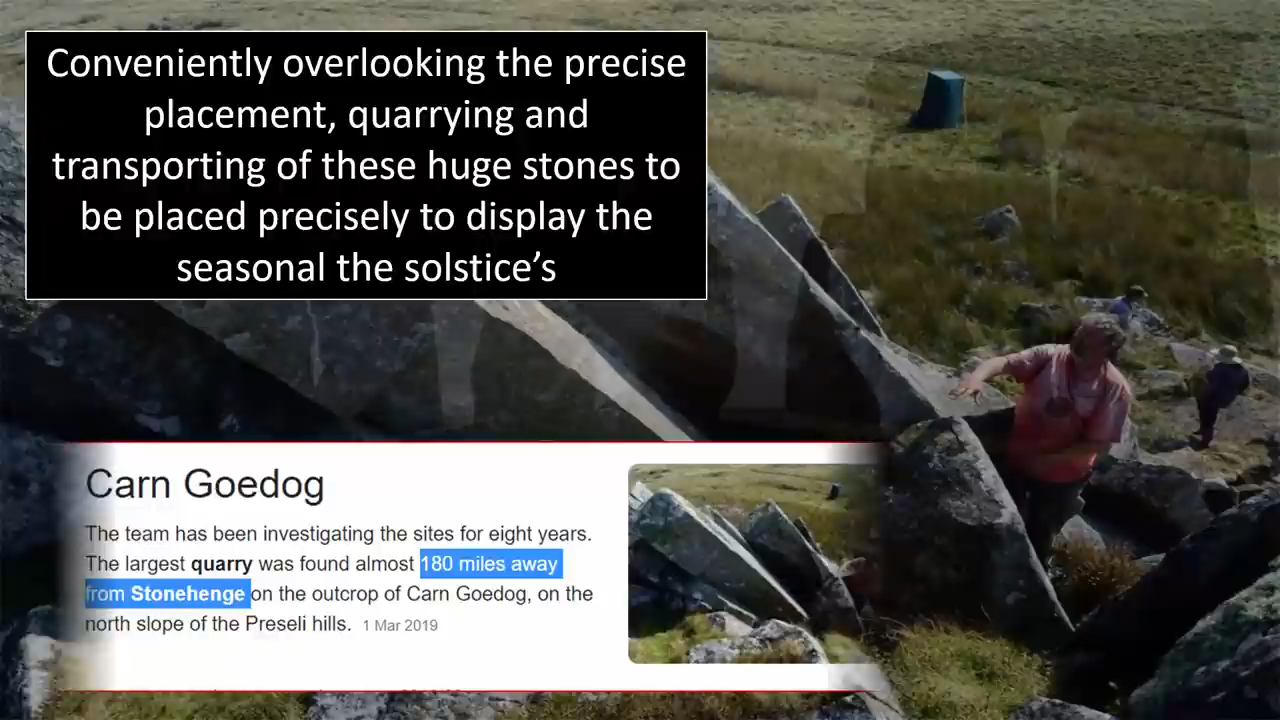 Conveniently overlooking the precise
placement, quarrying and
transporting of these huge stones to
be placed precisely to display the
seasonal the solstice’s
Carn Goedog
The team has been investigating the sites for eight years.
The largest quarry was found almost 180 miles away
from Stonehenge on the outcrop of Carn Goedog, on the
north slope of the Preseli hills. 1 Mar 2019